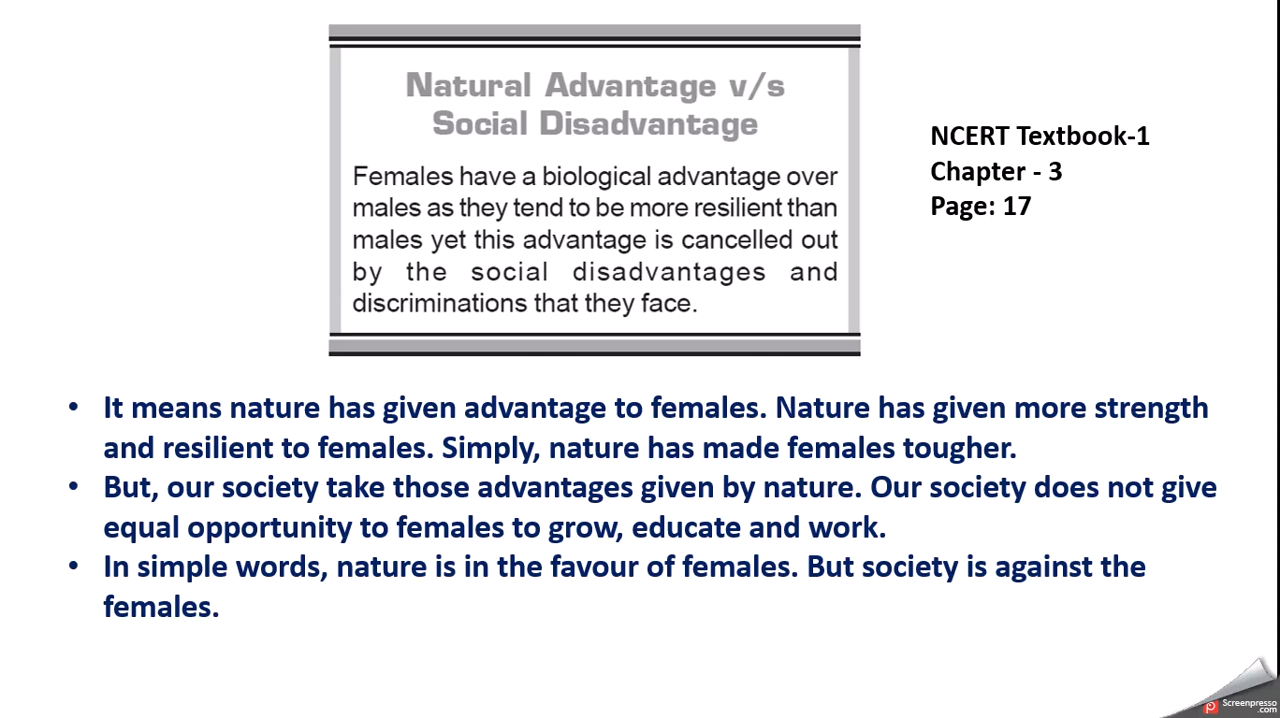 Natural Advantage v/s
Social Disadvantage
Females have a biological advantage over
males as they tend to be more resilient than
males yet this advantage is cancelled out
by the social disadvantages and
discriminations that they face.
NCERT Textbook-1
Chapter - 3
Page: 17
• It means nature has given advantage to females. Nature has given more strength
and resilient to females. Simply, nature has made females tougher.
• But, our society take those advantages given by nature. Our society does not give
equal opportunity to females to grow, educate and work.
• In simple words, nature is in the favour of females. But society is against the
females.
Screenpresso
.com